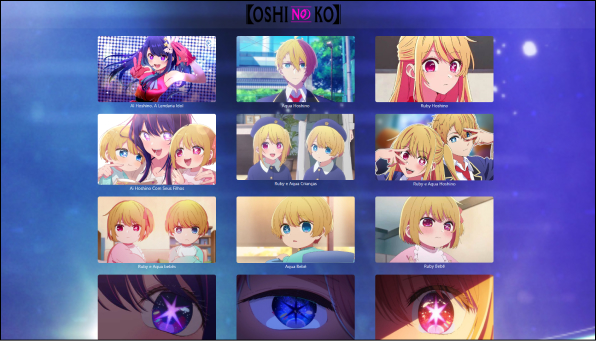 【OSHI NO KO】
Ai Hoshino, A Lendária Idol
Aqua Hoshino
Ruby Hoshino
Ai Hoshino Com Seus Filhos
Ruby e Aqua Crianças
Ruby e Aqua Hoshino
Ruby e Aqua bebês
Aqua Bebê
Ruby Bebê